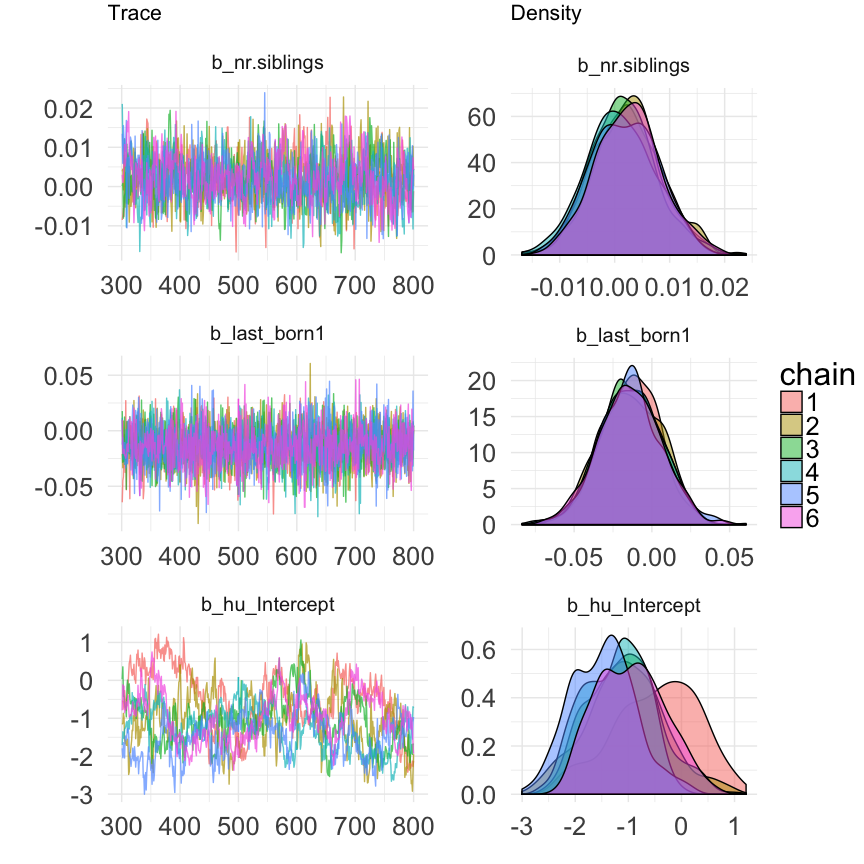 Trace
Density
b_nr.siblings
b_nr.siblings
0.02
0.01
0.00
-0.01
300 400 500 600 700 800
60
40
20
0
-0.01 0.00 0.01 0.02
b_last_born1
b_last_born1
0.05
0.00
-0.05
300 400 500 600 700 800
20
15
10
5
0
-0.05 0.00 0.05
chain
1
2
3
4
5
6
b_hu_Intercept
b_hu_Intercept
1
0
-1
-2
-3
300 400 500 600 700 800
0.6
0.4
0.2
0.0
-3 -2 -1 0 1